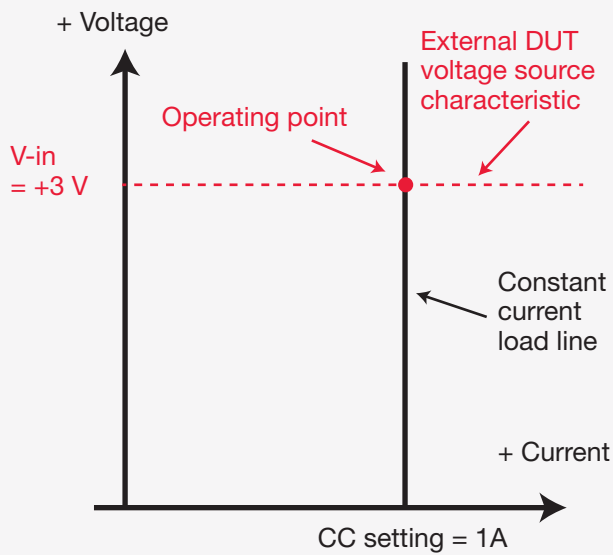 + Voltage
External DUT
voltage source
characteristic
Operating point
V-in
= +3 V
Constant
current
load line
+ Current
CC setting = 1A